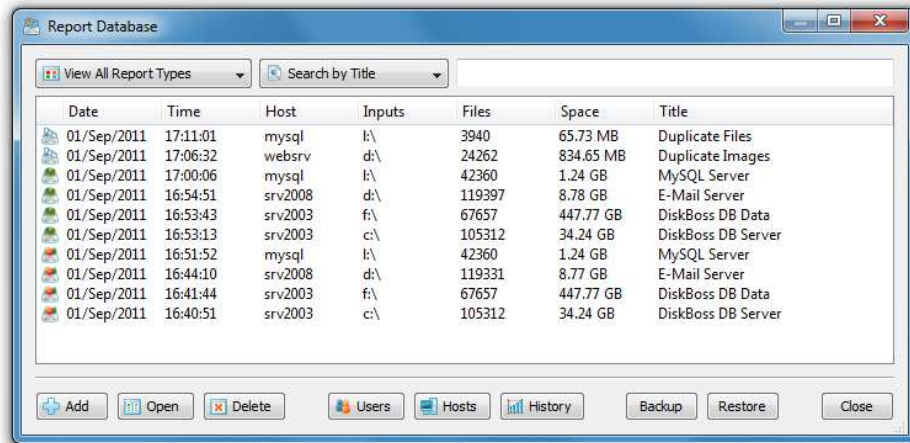 Report Database
View All Report Types Search by Title
Date Time Host Inputs Files Space Title
01/Sep/2011 17:11:01 mysql I:\ 3940 65.73 MB Duplicate Files
01/Sep/2011 17:06:32 websrv d:\ 24262 834.65 MB Duplicate Images
01/Sep/2011 17:00:06 mysql I:\ 42360 1.24 GB MySQL Server
01/Sep/2011 16:54:51 srv2008 d:\ 119397 8.78 GB E-Mail Server
01/Sep/2011 16:53:43 srv2003 f:\ 67657 447.77 GB DiskBoss DB Data
01/Sep/2011 16:53:13 srv2003 c:\ 105312 34.24 GB DiskBoss DB Server
01/Sep/2011 16:51:52 mysql I:\ 42360 1.24 GB MySQL Server
01/Sep/2011 16:44:10 srv2008 d:\ 119331 8.77 GB E-Mail Server
01/Sep/2011 16:41:44 srv2003 f:\ 67657 447.77 GB DiskBoss DB Data
01/Sep/2011 16:40:51 srv2003 c:\ 105312 34.24 GB DiskBoss DB Server
Add Open Delete Users Hosts History Backup Restore Close